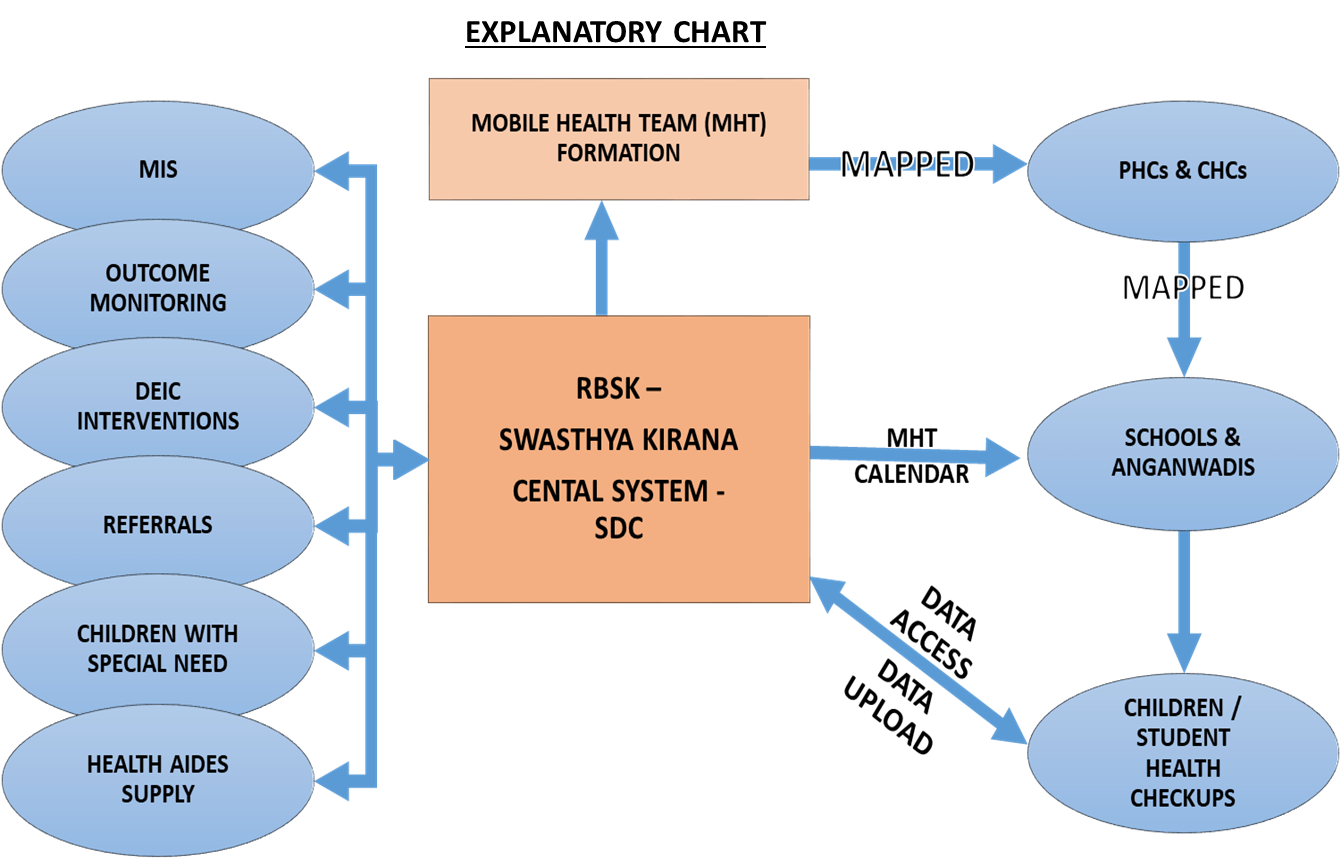 EXPLANATORY CHART
MOBILE HEALTH TEAM (MHT)
FORMATION
MAPPED
PHCs & CHCs
MAPPED
MIS
OUTCOME
MONITORING
DEIC
INTERVENTIONS
REFERRALS
CHILDREN WITH
SPECIAL NEED
HEALTH AIDES
SUPPLY
RBSK –
SWASTHYA KIRANA
CENTAL SYSTEM -
SDC
MHT
CALENDAR
SCHOOLS &
ANGANWADIS
DATA
ACCESS
DATA
UPLOAD
CHILDREN /
STUDENT
HEALTH
CHECKUPS